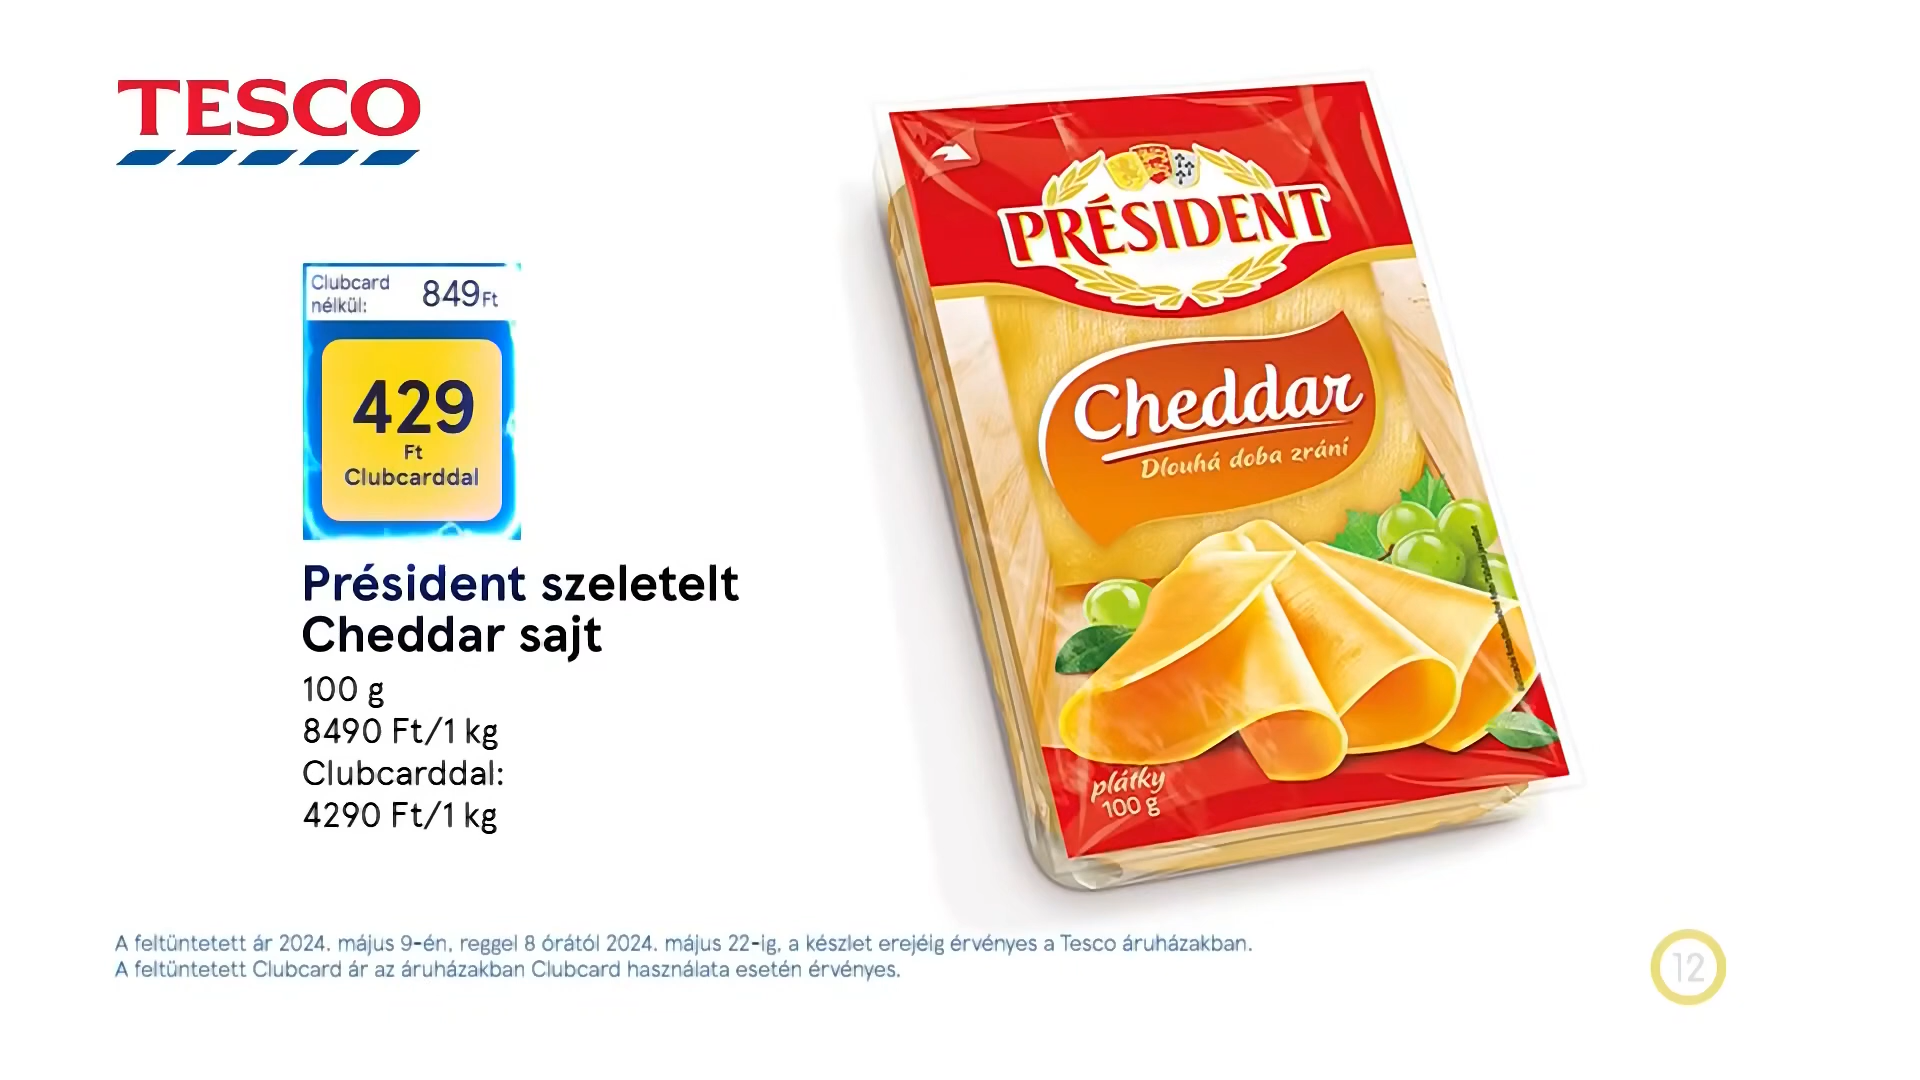 TESCO
Clubcard
nélkül:
849 Ft
429
Ft
Clubcarddal
Président szeletelt
Cheddar sajt
100 g
8490 Ft/1 kg
Clubcarddal:
4290 Ft/1 kg
PRÉSIDENT
Cheddar
Dlouhá doba zrání
plátky
100 g
A feltüntetett ár 2024. május 9-én, reggel 8 órától 2024. május 22-ig, a készlet erejéig érvényes a Tesco áruházakban.
A feltüntetett Clubcard ár az áruházakban Clubcard használata esetén érvényes.
12